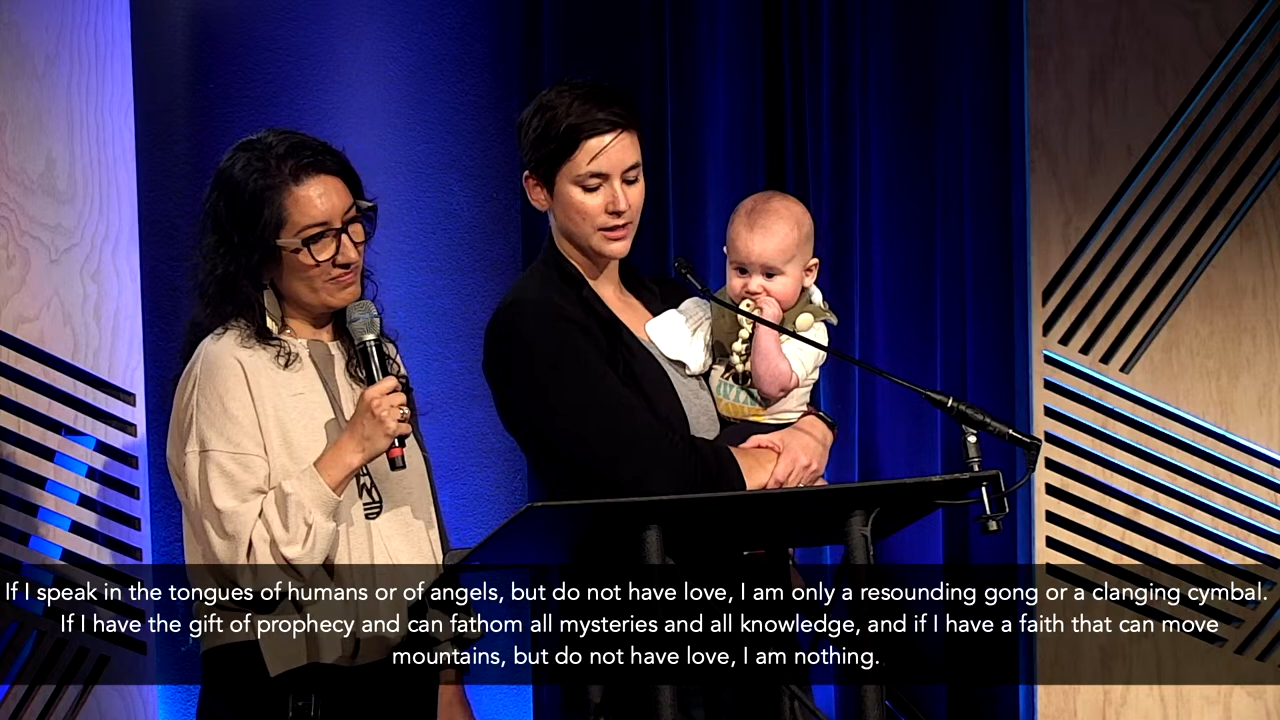 If I speak in the tongues of humans or of angels, but do not have love, I am only a resounding gong or a clanging cymbal.
If I have the gift of prophecy and can fathom all mysteries and all knowledge, and if I have a faith that can move
mountains, but do not have love, I am nothing.